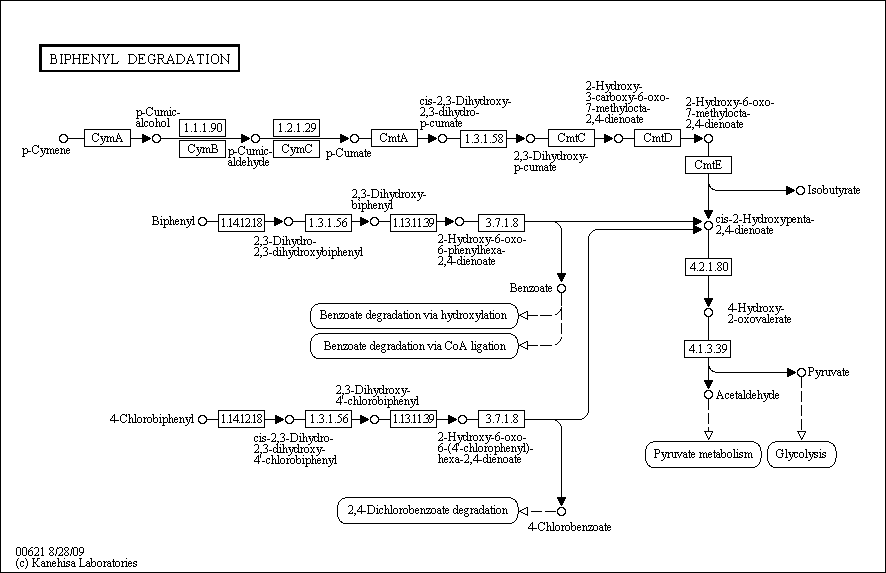 BIPHENYL DEGRADATION
p-Cymene
CymA
p-Cumic-
alcohol
1.1.1.90
CymB
p-Cumic-
aldehyde
1.2.1.29
CymC
p-Cumate
CmtA
cis-2,3-Dihydroxy-
2,3-dihydro-
p-cumate
1.3.1.58
2,3-Dihydroxy-
p-cumate
CmtC
2-Hydroxy-
3-carboxy-6-oxo-
7-methylocta-
2,4-dienoate
CmtD
2-Hydroxy-6-oxo-
7-methylocta-
2,4-dienoate
CmtE
Isobutyrate
Biphenyl
1.14.12.18
2,3-Dihydro-
2,3-dihydroxybiphenyl
1.3.1.56
2,3-Dihydroxy-
biphenyl
1.13.11.39
2-Hydroxy-6-oxo-
6-phenylhexa-
2,4-dienoate
3.7.1.8
cis-2-Hydroxypenta-
2,4-dienoate
4.2.1.80
Benzoate
Benzoate degradation via hydroxylation
Benzoate degradation via CoA ligation
4-Hydroxy-
2-oxovalerate
4.1.3.39
Pyruvate
Acetaldehyde
Pyruvate metabolism
Glycolysis
4-Chlorobiphenyl
1.14.12.18
cis-2,3-Dihydro-
2,3-dihydroxy-
4'-chlorobiphenyl
1.3.1.56
2,3-Dihydroxy-
4'-chlorobiphenyl
1.13.11.39
2-Hydroxy-6-oxo-
6-(4'-chlorophenyl)-
hexa-2,4-dienoate
3.7.1.8
2,4-Dichlorobenzoate degradation
4-Chlorobenzoate
00621 8/28/09
(c) Kanehisa Laboratories